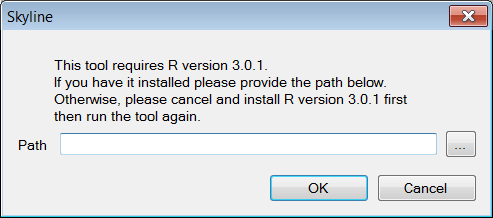 Skyline
This tool requires R version 3.0.1.
If you have it installed please provide the path below.
Otherwise, please cancel and install R version 3.0.1 first
then run the tool again.
Path
...
OK
Cancel